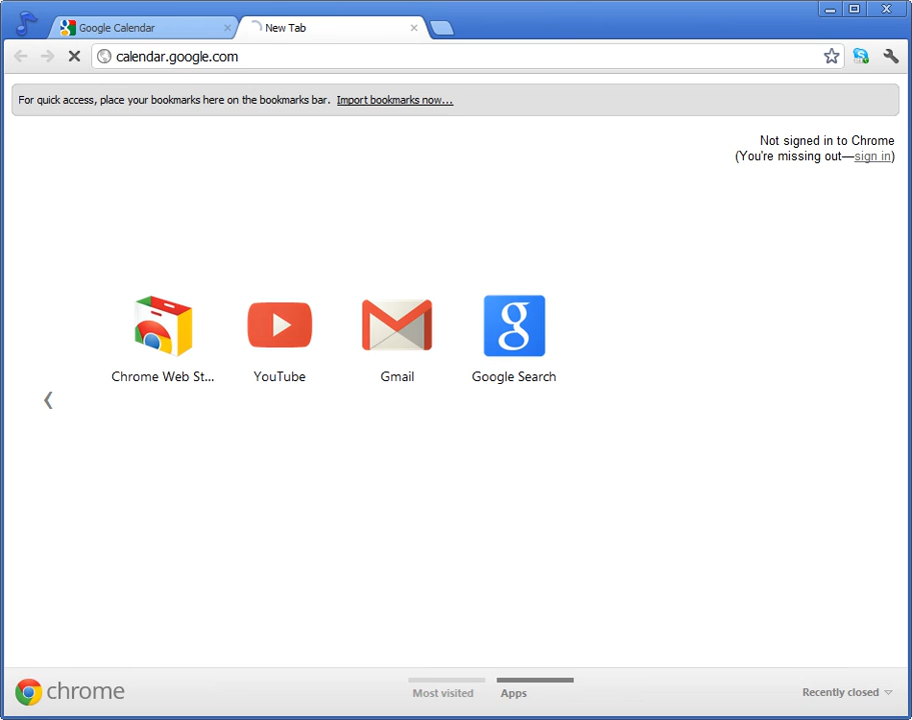 Google Calendar
New Tab
calendar.google.com
For quick access, place your bookmarks here on the bookmarks bar. Import bookmarks now...
Not signed in to Chrome
(You're missing out—sign in)
g
Chrome Web St...
YouTube
Gmail
Google Search
chrome
Most visited
Apps
Recently closed